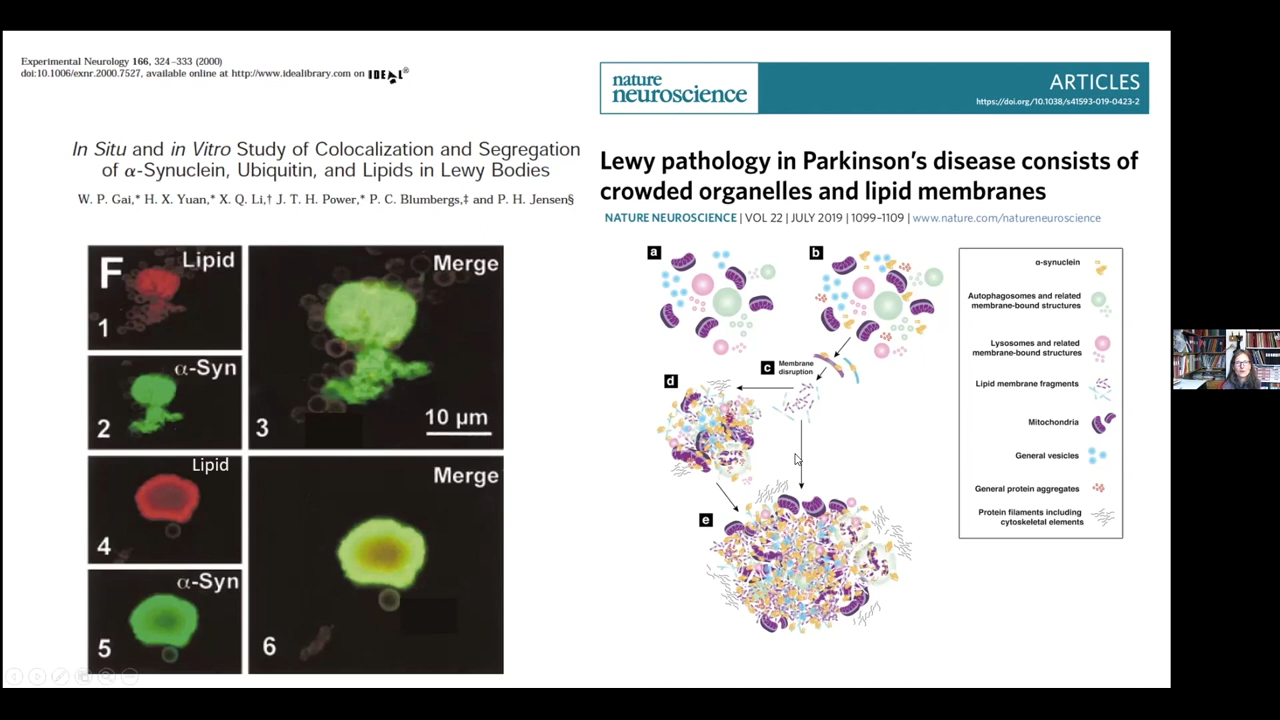 Experimental Neurology 166, 324–333 (2000)
doi:10.1006/exnr.2000.7527, available online at http://www.idealibrary.com on IDEAL®
In Situ and in Vitro Study of Colocalization and Segregation
of α-Synuclein, Ubiquitin, and Lipids in Lewy Bodies
W. P. Gai,* H. X. Yuan,* X. Q. Li,† J. T. H. Power,* P. C. Blumbergs,‡ and P. H. Jensen§
F
Lipid
1
α-Syn
2
Merge
3
10 μm
Lipid
4
α-Syn
5
Merge
6
nature
neuroscience
ARTICLES
https://doi.org/10.1038/s41593-019-0423-2
Lewy pathology in Parkinson's disease consists of
crowded organelles and lipid membranes
NATURE NEUROSCIENCE | VOL 22 | JULY 2019 | 1099–1109 | www.nature.com/natureneuroscience
a
b
c
Membrane
disruption
d
e
α-synuclein
Autophagosomes and related
membrane-bound structures
Lysosomes and related
membrane-bound structures
Lipid membrane fragments
Mitochondria
General vesicles
General protein aggregates
Protein filaments including
cytoskeletal elements